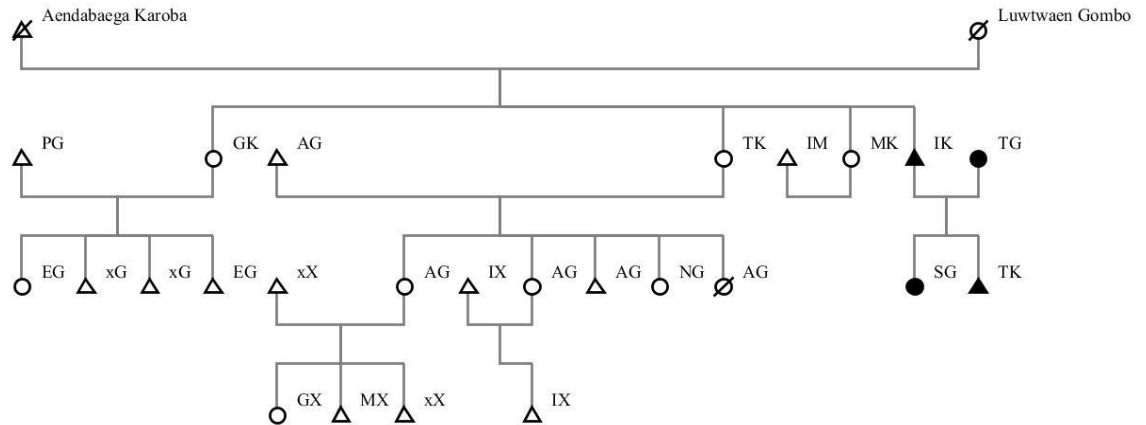 Aendabaega Karoba Luwtwaen Gombo
PG GK AG TK IM MK IK TG
EG xG xG EG xX AG IX AG AG NG AG SG TK
GX MX xX IX